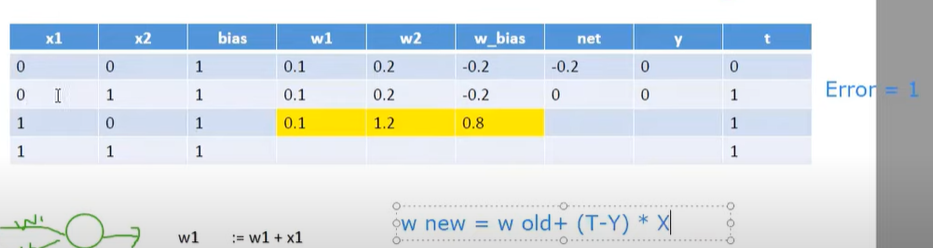 x1 x2 bias w1 w2 w_bias net y t
0 0 1 0.1 0.2 -0.2 -0.2 0 0
0 1 1 0.1 0.2 -0.2 0 0 1
Error = 1
1 0 1 0.1 1.2 0.8 1
1 1 1 1
w new = w old+ (T-Y) * X
W1
w1 := w1 + x1